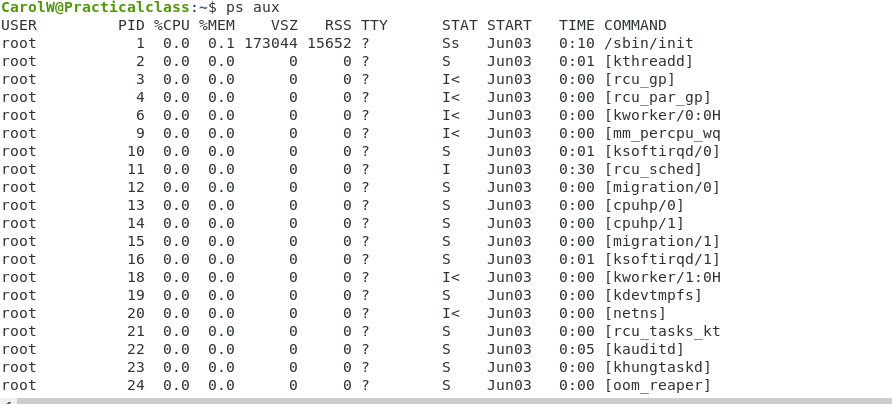 CarolW@Practicalclass:~$ ps aux
USER PID %CPU %MEM VSZ RSS TTY STAT START TIME COMMAND
root 1 0.0 0.1 173044 15652 ? Ss Jun03 0:10 /sbin/init
root 2 0.0 0.0 0 0 ? S Jun03 0:01 [kthreadd]
root 3 0.0 0.0 0 0 ? I< Jun03 0:00 [rcu_gp]
root 4 0.0 0.0 0 0 ? I< Jun03 0:00 [rcu_par_gp]
root 6 0.0 0.0 0 0 ? I< Jun03 0:00 [kworker/0:0H
root 9 0.0 0.0 0 0 ? I< Jun03 0:00 [mm_percpu_wq
root 10 0.0 0.0 0 0 ? S Jun03 0:01 [ksoftirqd/0]
root 11 0.0 0.0 0 0 ? I Jun03 0:30 [rcu_sched]
root 12 0.0 0.0 0 0 ? S Jun03 0:00 [migration/0]
root 13 0.0 0.0 0 0 ? S Jun03 0:00 [cpuhp/0]
root 14 0.0 0.0 0 0 ? S Jun03 0:00 [cpuhp/1]
root 15 0.0 0.0 0 0 ? S Jun03 0:00 [migration/1]
root 16 0.0 0.0 0 0 ? S Jun03 0:01 [ksoftirqd/1]
root 18 0.0 0.0 0 0 ? I< Jun03 0:00 [kworker/1:0H
root 19 0.0 0.0 0 0 ? S Jun03 0:00 [kdevtmpfs]
root 20 0.0 0.0 0 0 ? I< Jun03 0:00 [netns]
root 21 0.0 0.0 0 0 ? S Jun03 0:00 [rcu_tasks_kt
root 22 0.0 0.0 0 0 ? S Jun03 0:05 [kauditd]
root 23 0.0 0.0 0 0 ? S Jun03 0:00 [khungtaskd]
root 24 0.0 0.0 0 0 ? S Jun03 0:00 [oom_reaper]